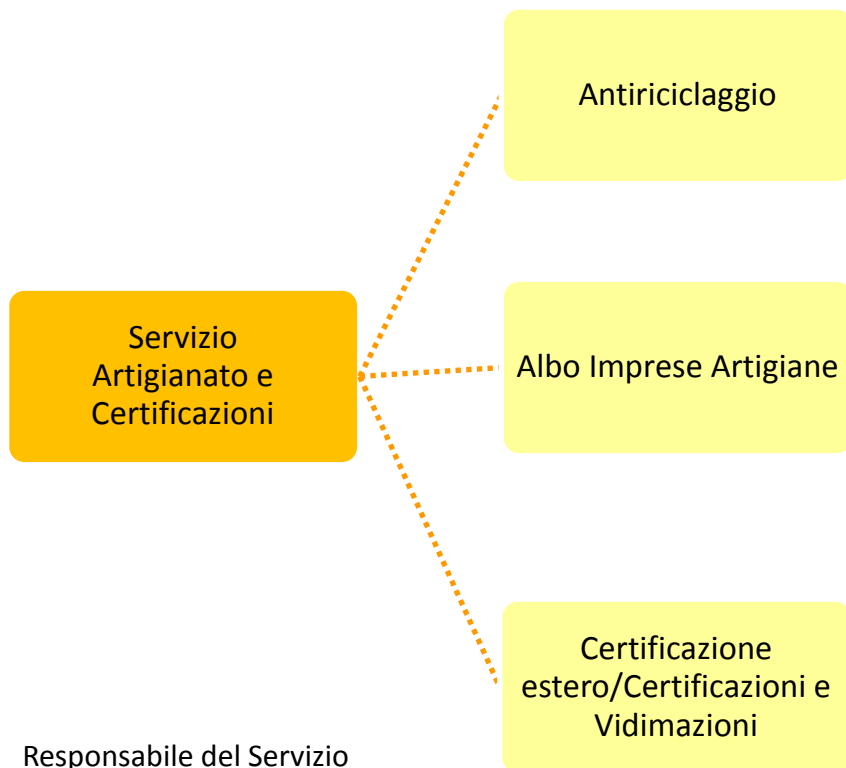 Antiriciclaggio
Servizio
Artigianato e
Certificazioni
Albo Imprese Artigiane
Certificazione
estero/Certificazioni e
Vidimazioni
Responsabile del Servizio